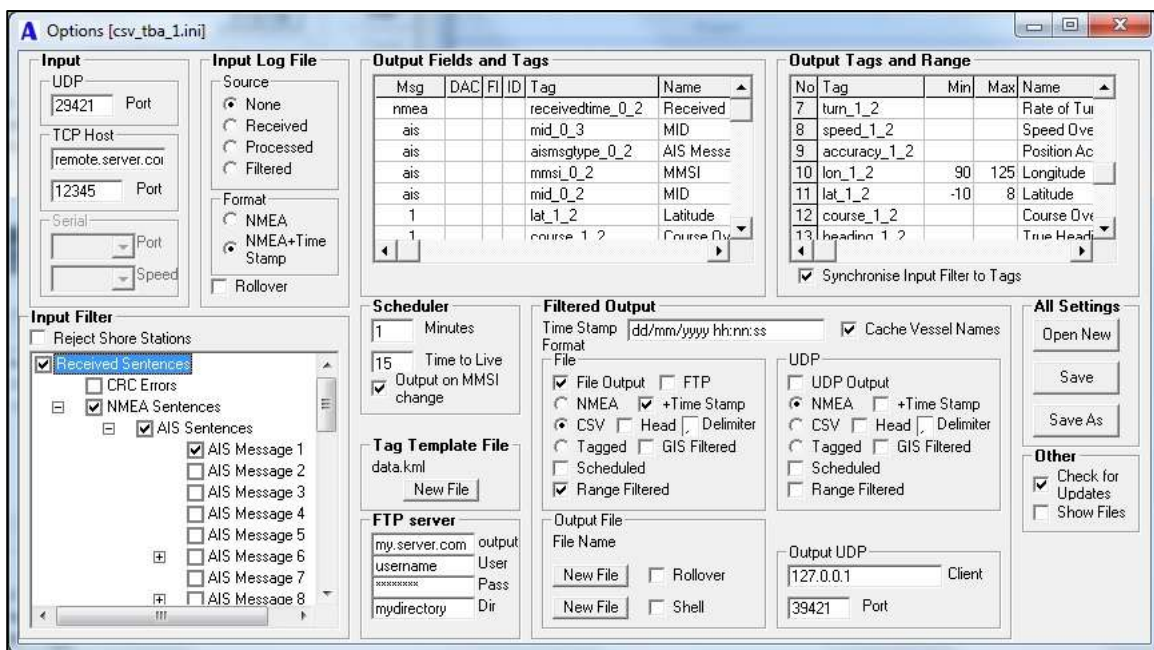 Options [csv_tba_1.ini]
Input
UDP
29421 Port
TCP Host
remote.server.coi
12345 Port
Serial
Port
Speed
Input Log File
Source
None
Received
Processed
Filtered
Format
NMEA
NMEA+Time
Stamp
Rollover
Output Fields and Tags
Msg DAC FI ID Tag Name
nmea receivedtime_0_2 Received
ais mid_0_3 MID
ais aismsgtype_0_2 AIS Messa
ais mmsi_0_2 MMSI
ais mid_0_2 MID
1 lat_1_2 Latitude
1 course_1_2 Course Ov
Output Tags and Range
No Tag Min Max Name
7 turn_1_2 Rate of Tur
8 speed_1_2 Speed Ove
9 accuracy_1_2 Position Ac
10 lon_1_2 90 125 Longitude
11 lat_1_2 -10 8 Latitude
12 course_1_2 Course Ove
13 heading_1_2 True Headi
Synchronise Input Filter to Tags
Input Filter
Reject Shore Stations
Received Sentences
CRC Errors
NMEA Sentences
AIS Sentences
AIS Message 1
AIS Message 2
AIS Message 3
AIS Message 4
AIS Message 5
AIS Message 6
AIS Message 7
AIS Message 8
Scheduler
1 Minutes
15 Time to Live
Output on MMSI
change
Tag Template File
data.kml
New File
FTP server
my.server.com output
username User
xxxxxxxx Pass
mydirectory Dir
Filtered Output
Time Stamp dd/mm/yyyy hh:nn:ss Cache Vessel Names
Format
File
File Output FTP
NMEA +Time Stamp
CSV Head , Delimiter
Tagged GIS Filtered
Scheduled
Range Filtered
UDP
UDP Output
NMEA +Time Stamp
CSV Head , Delimiter
Tagged GIS Filtered
Scheduled
Range Filtered
Output File
File Name
New File Rollover
New File Shell
Output UDP
127.0.0.1 Client
39421 Port
All Settings
Open New
Save
Save As
Other
Check for
Updates
Show Files